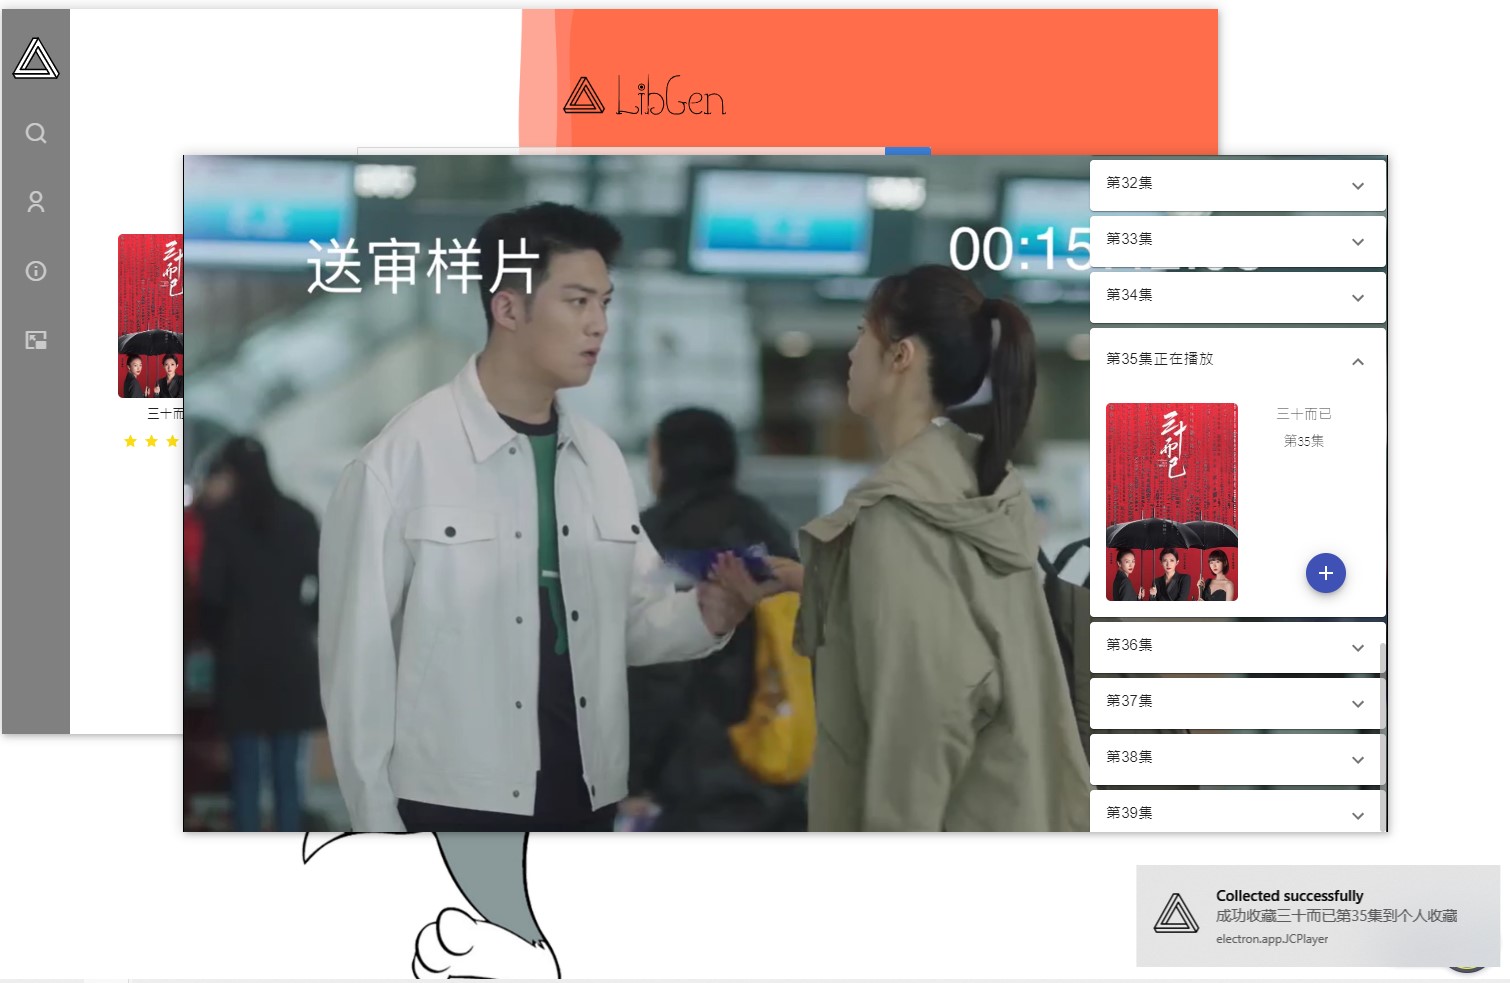 LibGen
三十而
送审样片
00:15
第32集
第33集
第34集
第35集正在播放
三十而已
三十而已
第35集
第36集
第37集
第38集
第39集
Collected successfully
成功收藏三十而已第35集到个人收藏
electron.app.JCPlayer